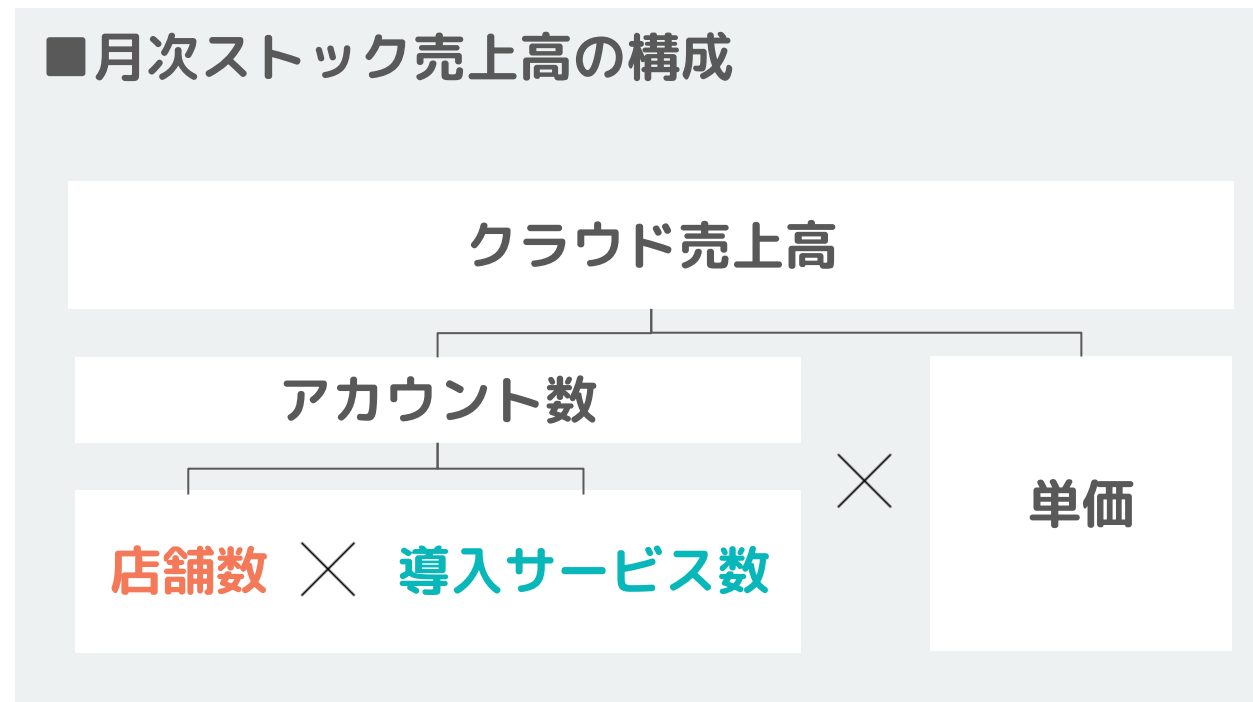 ■月次ストック売上高の構成
クラウド売上高
アカウント数
店舗数 × 導入サービス数
× 単価